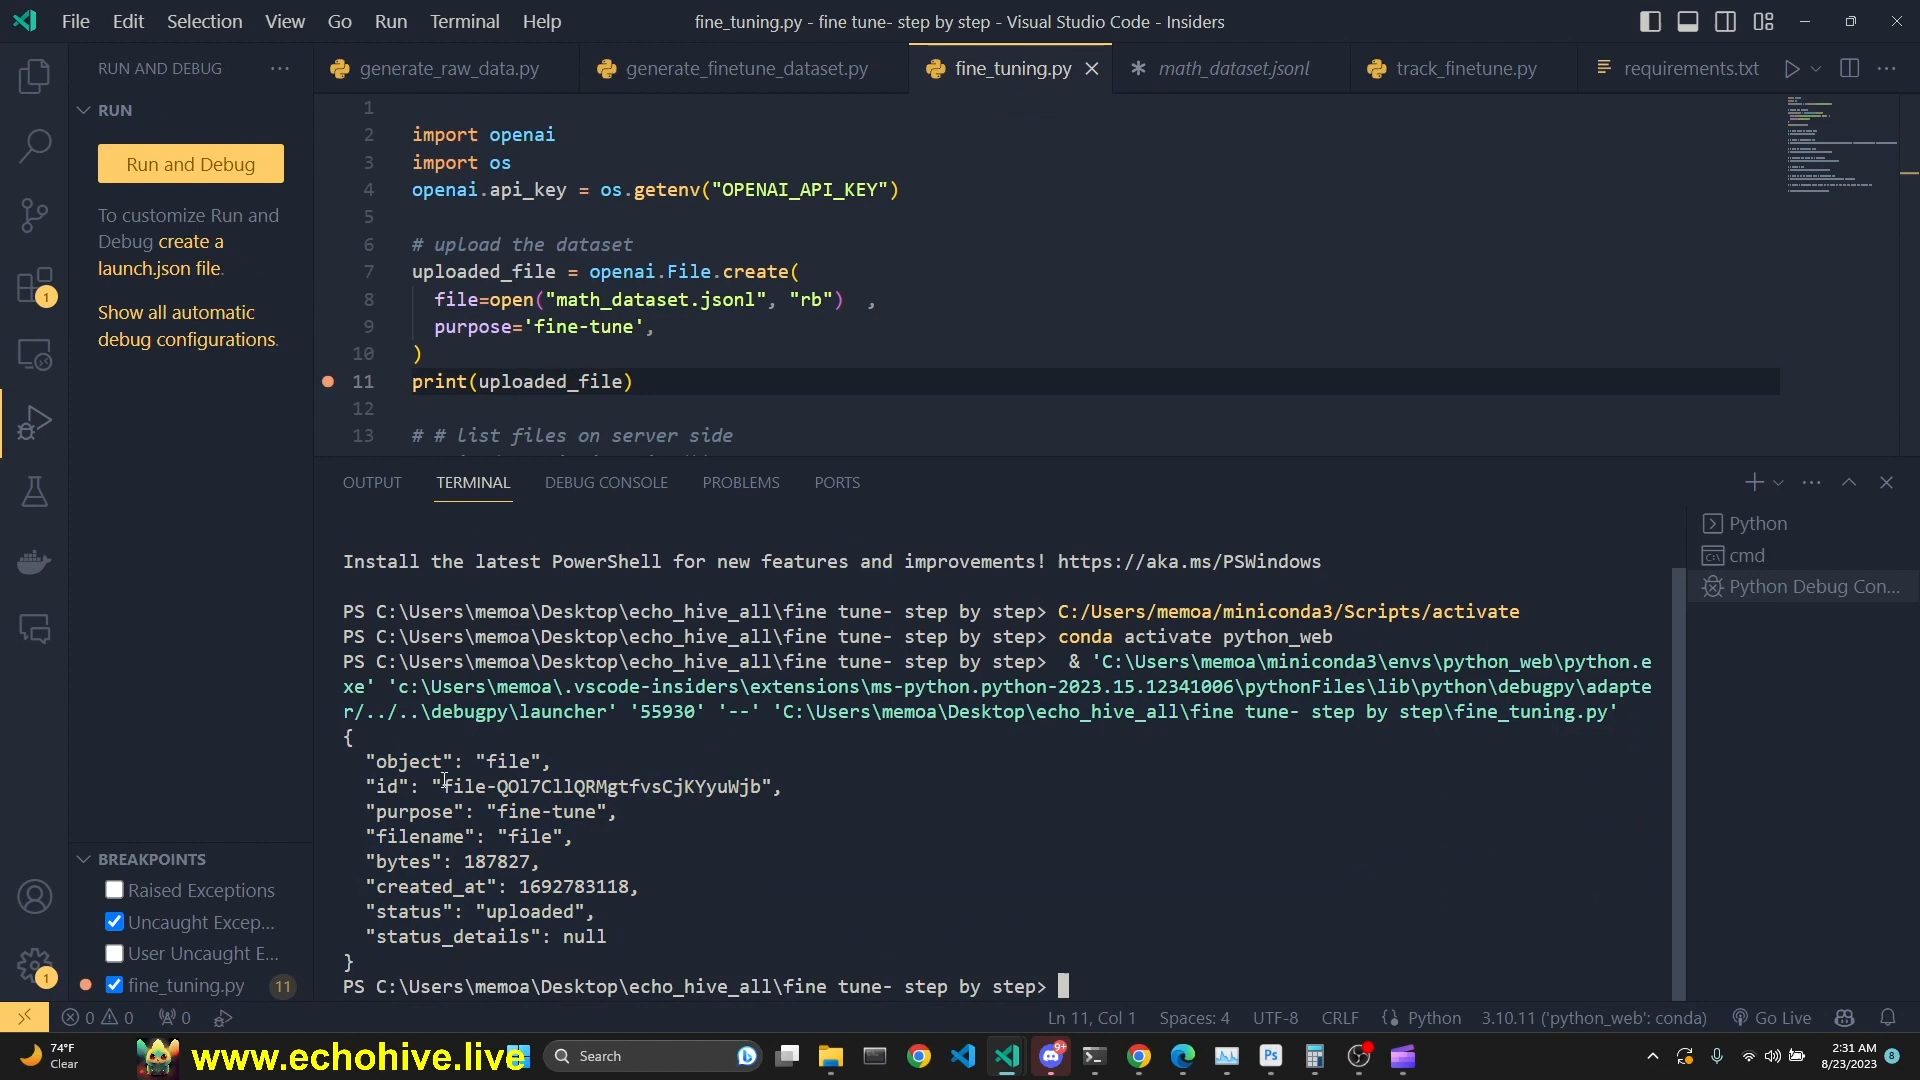 File Edit Selection View Go Run Terminal Help
fine_tuning.py - fine tune- step by step - Visual Studio Code - Insiders
RUN AND DEBUG ···
generate_raw_data.py generate_finetune_dataset.py fine_tuning.py math_dataset.jsonl track_finetune.py requirements.txt
RUN
Run and Debug
To customize Run and
Debug create a
launch.json file.
Show all automatic
debug configurations.
1
1
2 import openai
3 import os
4 openai.api_key = os.getenv("OPENAI_API_KEY")
5
6 # upload the dataset
7 uploaded_file = openai.File.create(
8 file=open("math_dataset.jsonl", "rb") ,
9 purpose='fine-tune',
10 )
11 print(uploaded_file)
12
13 # # list files on server side
OUTPUT TERMINAL DEBUG CONSOLE PROBLEMS PORTS
Python
cmd
Python Debug Con...
Install the latest PowerShell for new features and improvements! https://aka.ms/PSWindows
PS C:\Users\memoa\Desktop\echo_hive_all\fine tune- step by step> C:/Users/memoa/miniconda3/Scripts/activate
PS C:\Users\memoa\Desktop\echo_hive_all\fine tune- step by step> conda activate python_web
PS C:\Users\memoa\Desktop\echo_hive_all\fine tune- step by step> & 'C:\Users\memoa\miniconda3\envs\python_web\python.e
xe' 'c:\Users\memoa\.vscode-insiders\extensions\ms-python.python-2023.15.12341006\pythonFiles\lib\python\debugpy\adapte
r/../..\debugpy\launcher' '55930' '--' 'C:\Users\memoa\Desktop\echo_hive_all\fine tune- step by step\fine_tuning.py'
{
"object": "file",
"id": "file-QOl7CllQRMgtfvsCjKYyuWjb",
"purpose": "fine-tune",
"filename": "file",
"bytes": 187827,
"created_at": 1692783118,
"status": "uploaded",
"status_details": null
}
PS C:\Users\memoa\Desktop\echo_hive_all\fine tune- step by step>
BREAKPOINTS
Raised Exceptions
Uncaught Excep...
User Uncaught E...
fine_tuning.py 11
1
0 0 0 Ln 11, Col 1 Spaces: 4 UTF-8 CRLF {} Python 3.10.11 ('python_web': conda) Go Live
74°F
Clear
www.echohive.live
Search
9+
Ps
2:31 AM
8/23/2023
8